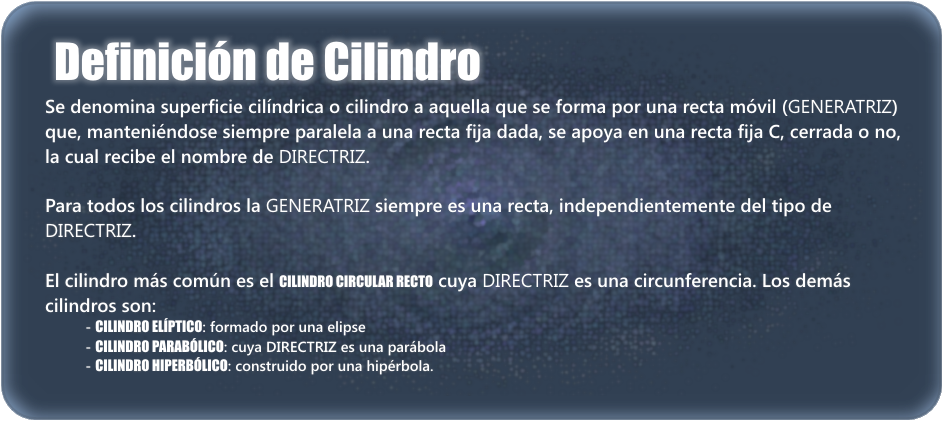 Definición de Cilindro
Se denomina superficie cilíndrica o cilindro a aquella que se forma por una recta móvil (GENERATRIZ)
que, manteniéndose siempre paralela a una recta fija dada, se apoya en una recta fija C, cerrada o no,
la cual recibe el nombre de DIRECTRIZ.
Para todos los cilindros la GENERATRIZ siempre es una recta, independientemente del tipo de
DIRECTRIZ.
El cilindro más común es el CILINDRO CIRCULAR RECTO cuya DIRECTRIZ es una circunferencia. Los demás
cilindros son:
- CILINDRO ELÍPTICO: formado por una elipse
- CILINDRO PARABÓLICO: cuya DIRECTRIZ es una parábola
- CILINDRO HIPERBÓLICO: construido por una hipérbola.